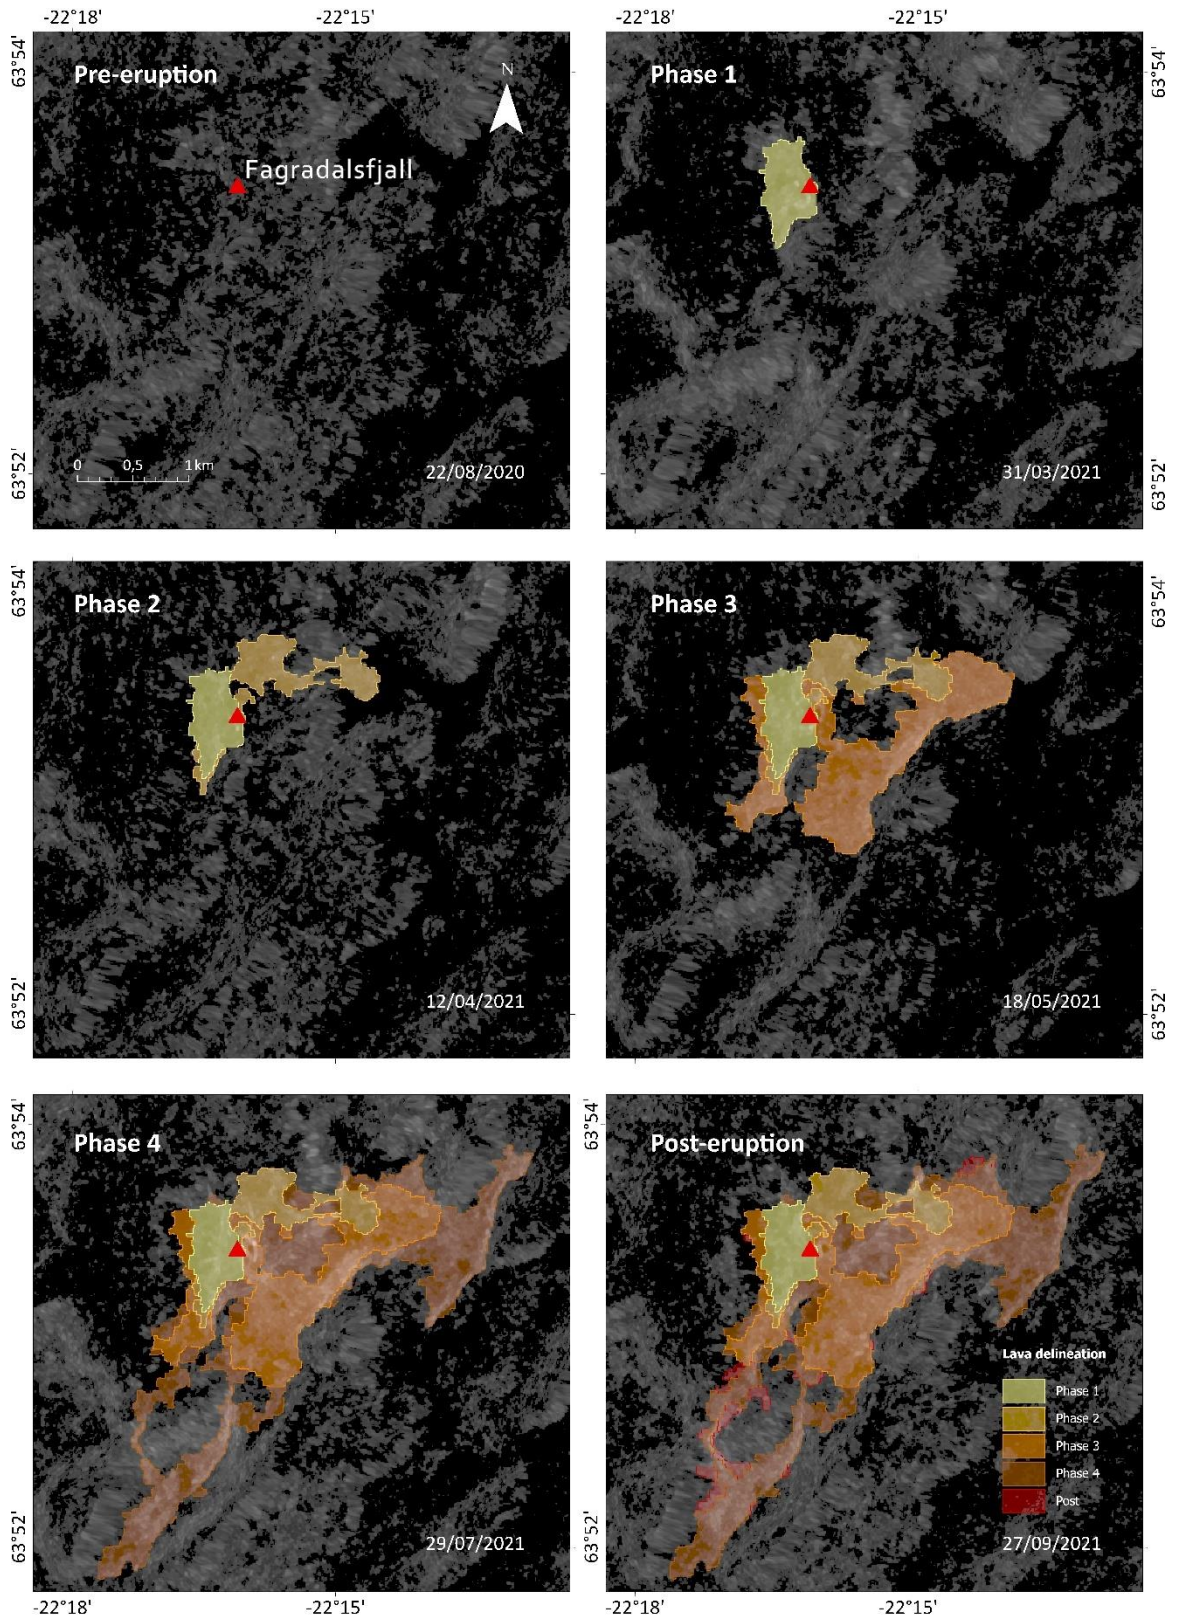 -22°18' -22°15' -22°18' -22°15'
63°54'
Pre-eruption
N
Fagradalsfjall
0 0,5 1km
63°52'
22/08/2020
Phase 1
63°54'
31/03/2021
63°52'
63°54'
Phase 2
63°52'
12/04/2021
Phase 3
63°54'
18/05/2021
63°52'
63°54'
Phase 4
63°52'
29/07/2021
63°54'
Post-eruption
Lava delineation
Phase 1
Phase 2
Phase 3
Phase 4
Post
63°52'
27/09/2021
-22°18' -22°15' -22°18' -22°15'